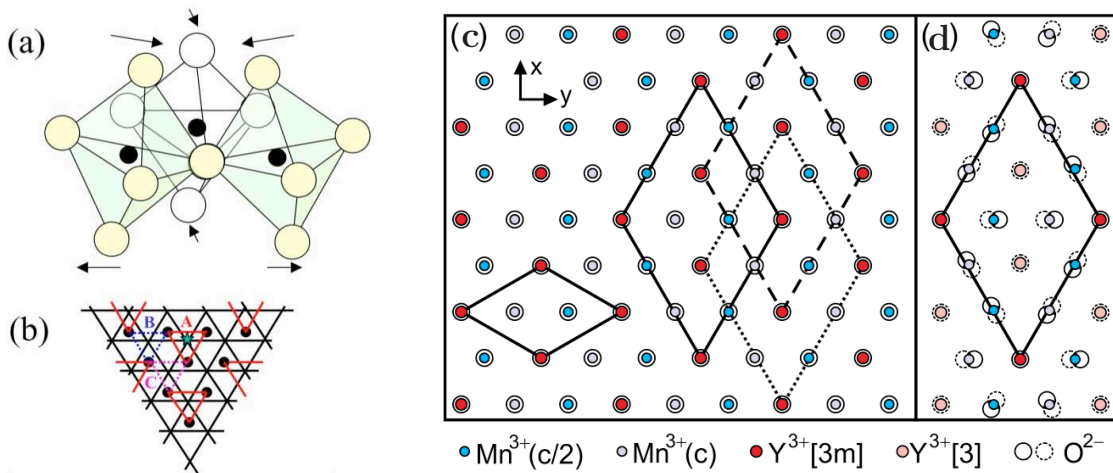 (a)
(b)
A
B
C
(c)
x
y
(d)
Mn³⁺(c/2) Mn³⁺(c) Y³⁺[3m] Y³⁺[3] O²⁻